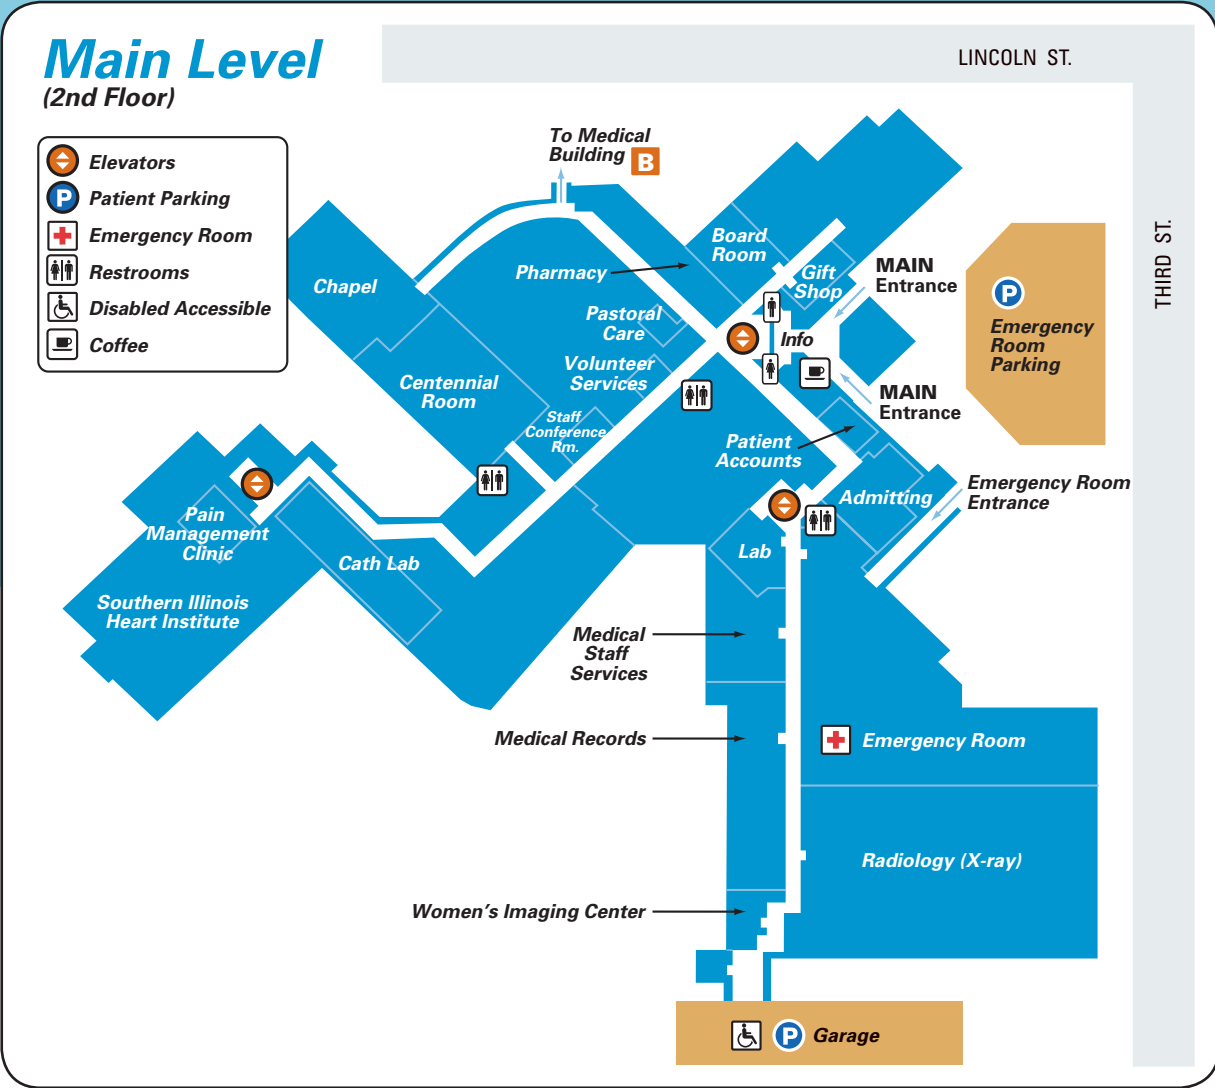 Main Level
(2nd Floor)
LINCOLN ST.
THIRD ST.
Elevators
P
Patient Parking
Emergency Room
Restrooms
Disabled Accessible
Coffee
To Medical
Building B
Board
Room
Pharmacy
Gift
Shop
MAIN
Entrance
Chapel
Pastoral
Care
Info
P
Emergency
Room
Parking
Volunteer
Services
Centennial
Room
MAIN
Entrance
Staff
Conference
Rm.
Patient
Accounts
Emergency Room
Entrance
Admitting
Pain
Management
Clinic
Cath Lab
Lab
Southern Illinois
Heart Institute
Medical
Staff
Services
Medical Records
Emergency Room
Radiology (X-ray)
Women's Imaging Center
P
Garage